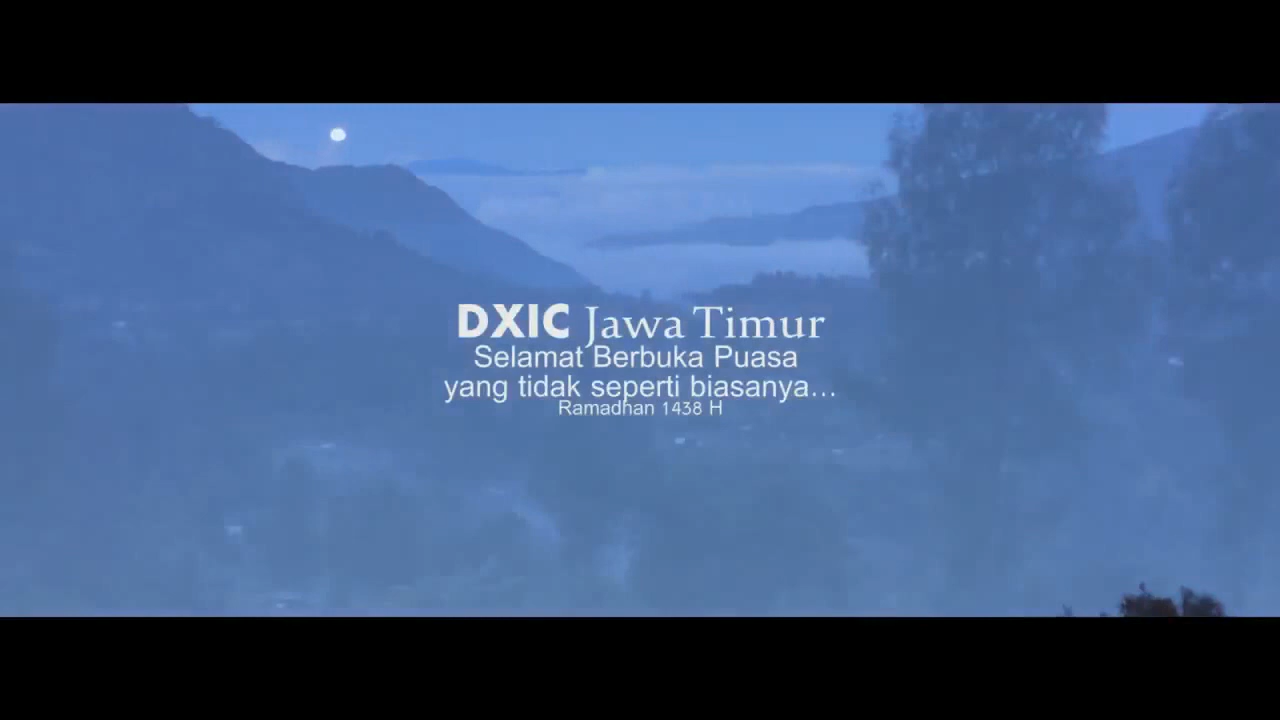 DXIC Jawa Timur
Selamat Berbuka Puasa
yang tidak seperti biasanya...
Ramadhan 1438 H